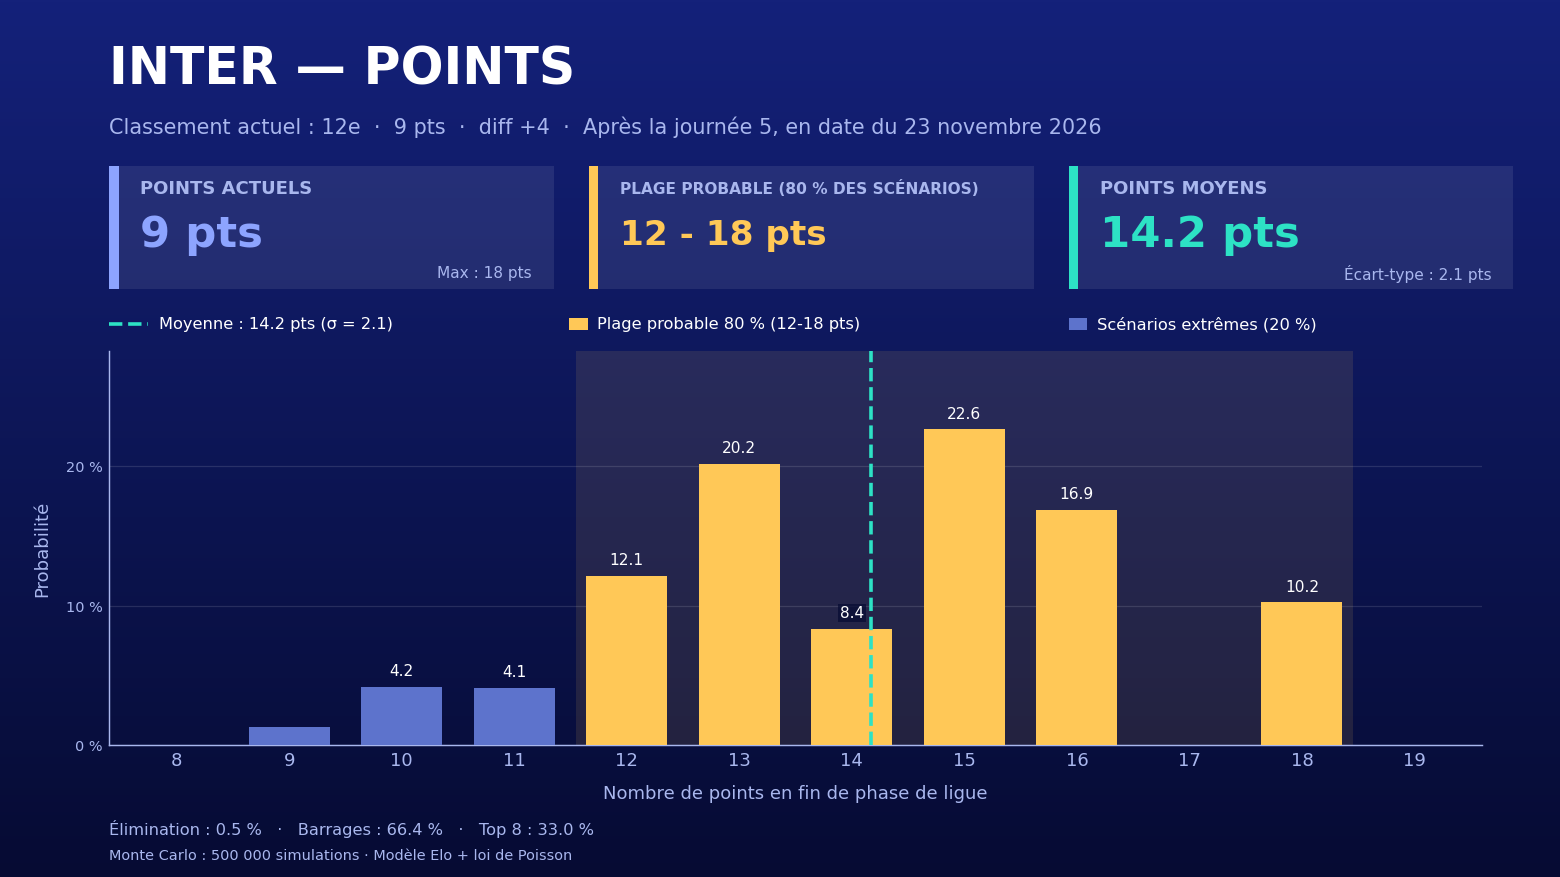 INTER — POINTS
Classement actuel : 12e · 9 pts · diff +4 · Après la journée 5, en date du 23 novembre 2026
POINTS ACTUELS
9 pts
Max : 18 pts
PLAGE PROBABLE (80 % DES SCÉNARIOS)
12 - 18 pts
POINTS MOYENS
14.2 pts
Écart-type : 2.1 pts
Moyenne : 14.2 pts (σ = 2.1)
Plage probable 80 % (12-18 pts)
Scénarios extrêmes (20 %)
Probabilité
20 %
10 %
0 %
4.2
4.1
12.1
20.2
8.4
22.6
16.9
10.2
8 9 10 11 12 13 14 15 16 17 18 19
Nombre de points en fin de phase de ligue
Élimination : 0.5 % · Barrages : 66.4 % · Top 8 : 33.0 %
Monte Carlo : 500 000 simulations · Modèle Elo + loi de Poisson